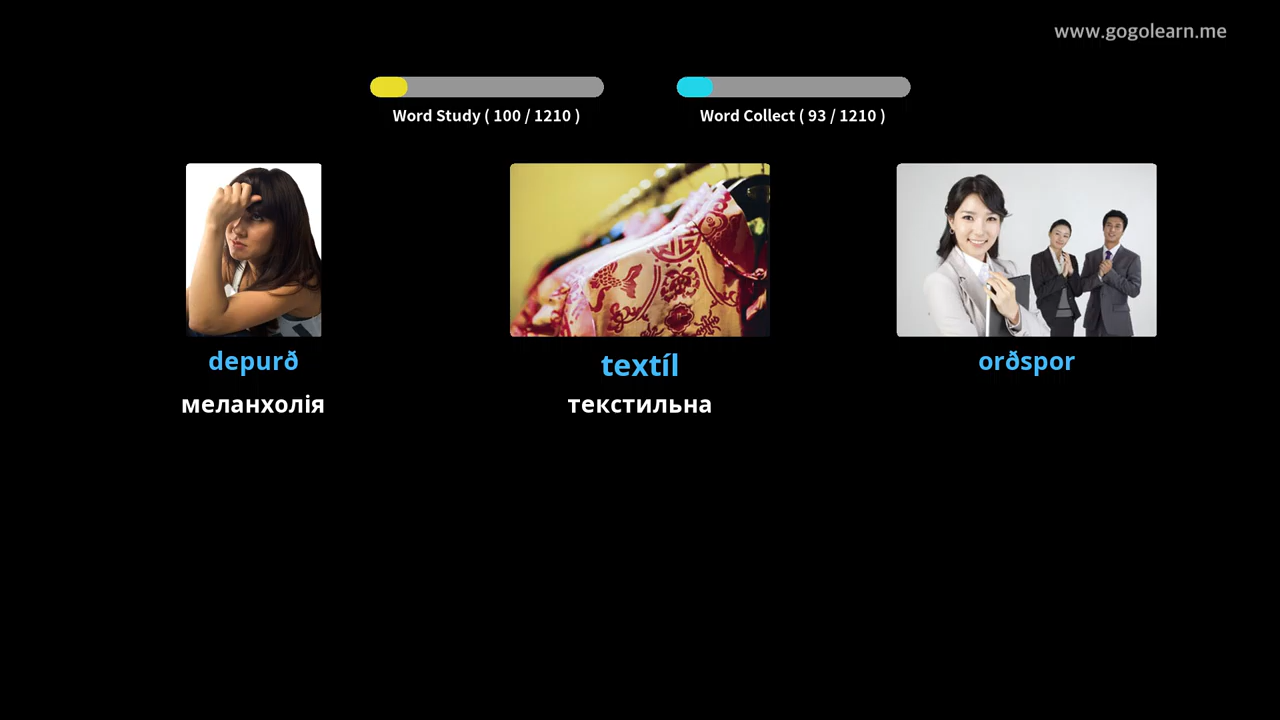 www.gogolearn.me
Word Study ( 100 / 1210 )
Word Collect ( 93 / 1210 )
depurð
textíl
orðspor
меланхолія
текстильна